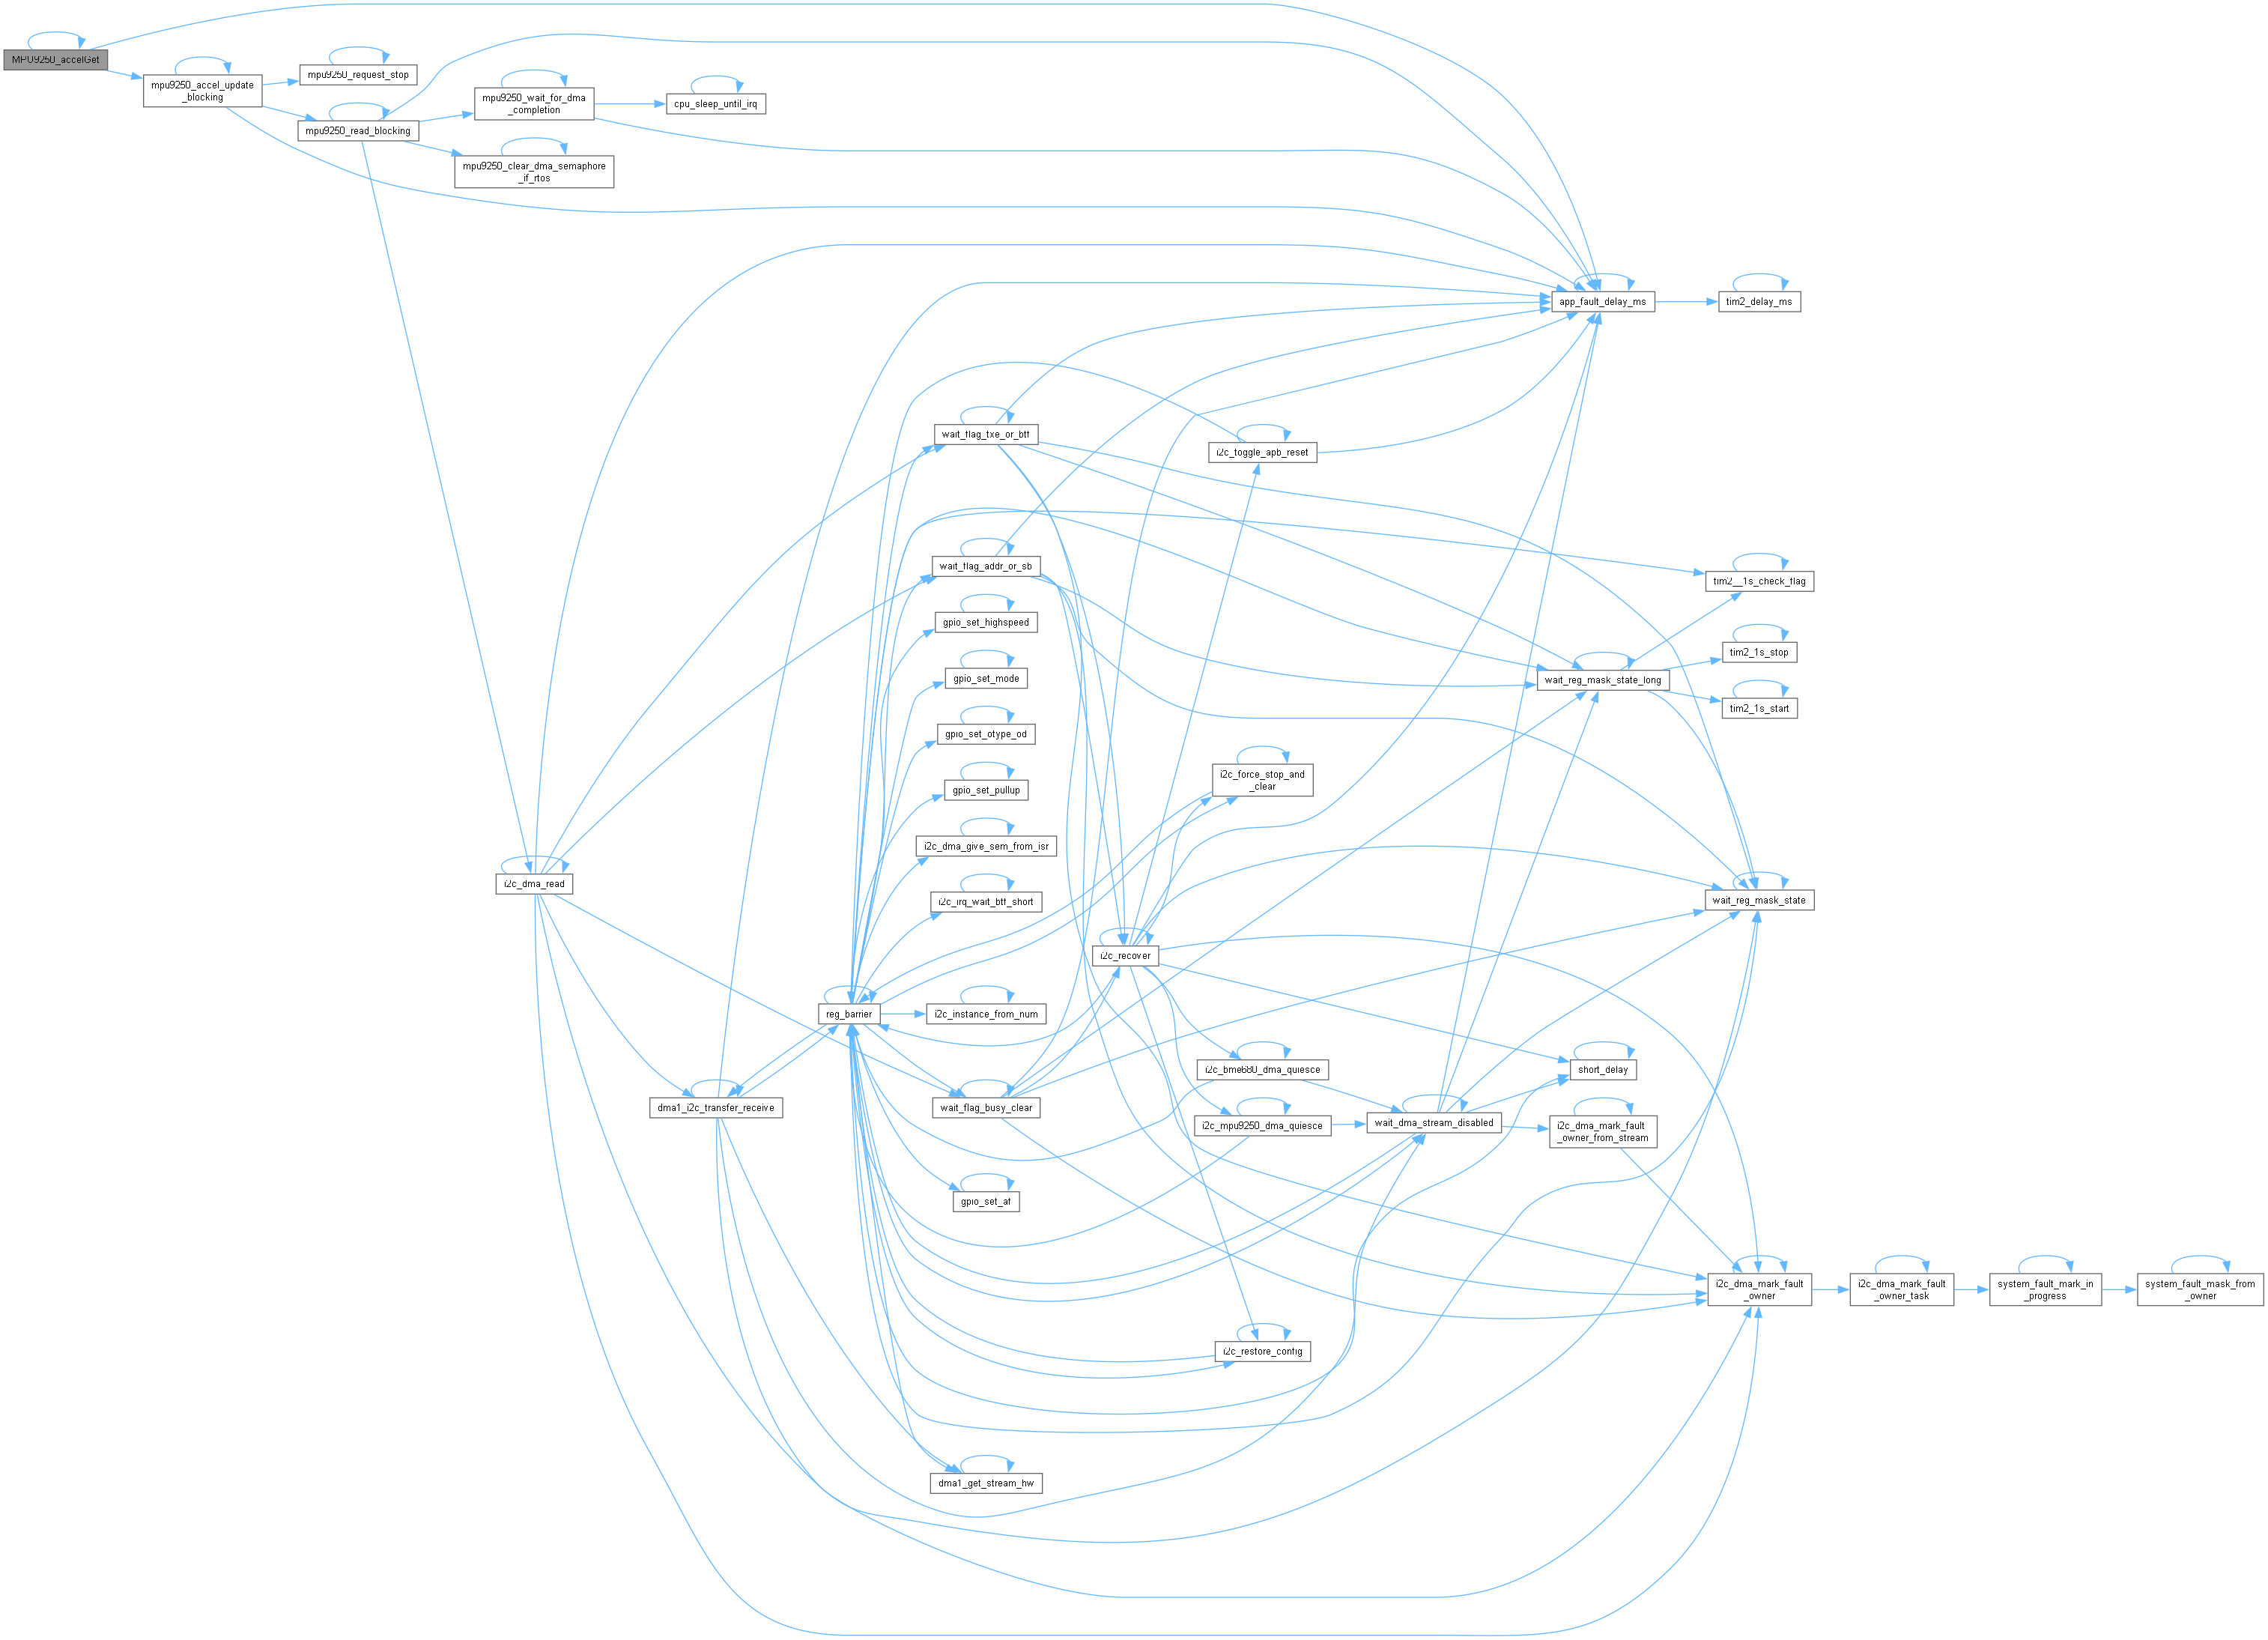 MPU9250_accelGet
mpu9250_accel_update
_blocking
mpu9250_request_stop
mpu9250_read_blocking
mpu9250_wait_for_dma
_completion
cpu_sleep_until_irq
mpu9250_clear_dma_semaphore
_if_rtos
app_fault_delay_ms
tim2_delay_ms
wait_flag_txe_or_btf
i2c_toggle_apb_reset
wait_flag_addr_or_sb
tim2__1s_check_flag
gpio_set_highspeed
tim2_1s_stop
gpio_set_mode
wait_reg_mask_state_long
tim2_1s_start
gpio_set_otype_od
i2c_force_stop_and
_clear
gpio_set_pullup
i2c_dma_give_sem_from_isr
i2c_dma_read
i2c_irq_wait_btf_short
wait_reg_mask_state
i2c_recover
reg_barrier
i2c_instance_from_num
i2c_bme680_dma_quiesce
short_delay
dma1_i2c_transfer_receive
wait_flag_busy_clear
i2c_mpu9250_dma_quiesce
wait_dma_stream_disabled
i2c_dma_mark_fault
_owner_from_stream
gpio_set_af
i2c_dma_mark_fault
_owner
i2c_dma_mark_fault
_owner_task
system_fault_mark_in
_progress
system_fault_mask_from
_owner
i2c_restore_config
dma1_get_stream_hw